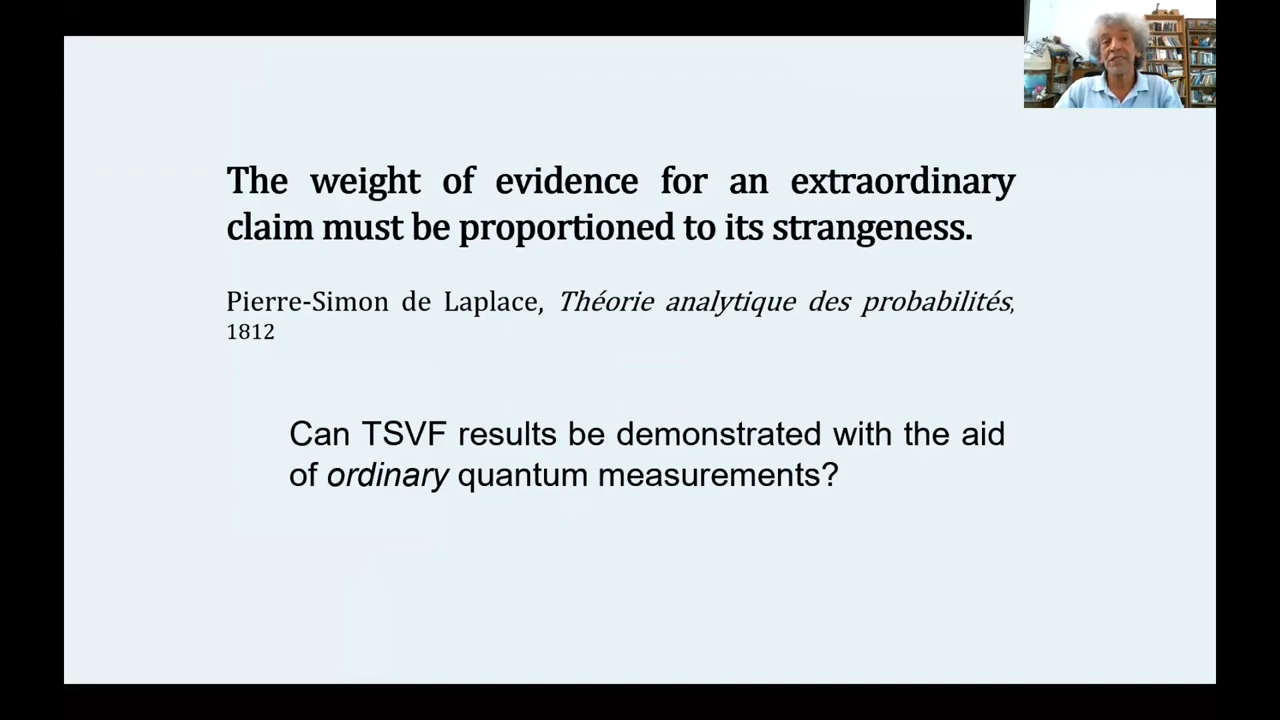 The weight of evidence for an extraordinary
claim must be proportioned to its strangeness.
Pierre-Simon de Laplace, Théorie analytique des probabilités,
1812
Can TSVF results be demonstrated with the aid
of ordinary quantum measurements?